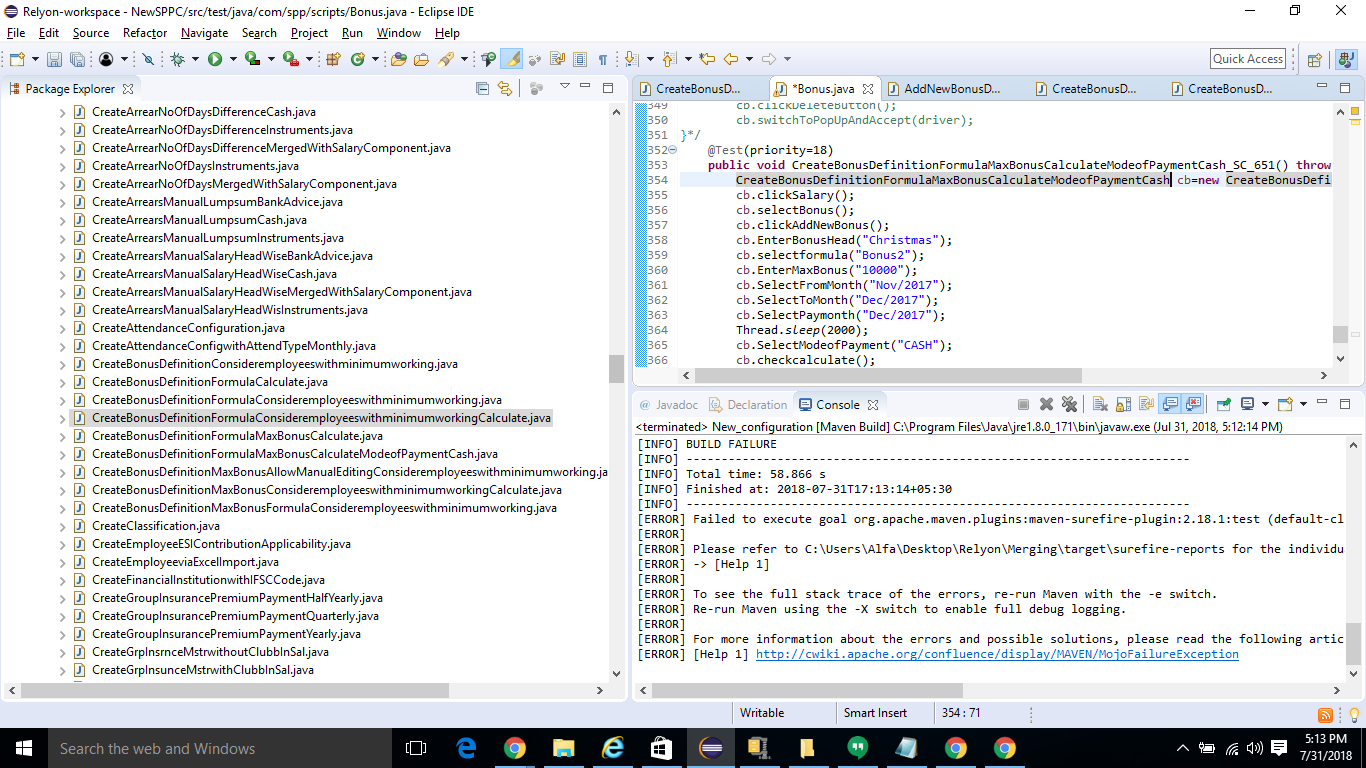 Relyon-workspace - NewSPPC/src/test/java/com/spp/scripts/Bonus.java - Eclipse IDE
File Edit Source Refactor Navigate Search Project Run Window Help
Quick Access
Package Explorer
CreateArrearNoOfDaysDifferenceCash.java
CreateArrearNoOfDaysDifferenceInstruments.java
CreateArrearNoOfDaysDifferenceMergedWithSalaryComponent.java
CreateArrearNoOfDaysInstruments.java
CreateArrearNoOfDaysMergedWithSalaryComponent.java
CreateArrearsManualLumpsumBankAdvice.java
CreateArrearsManualLumpsumCash.java
CreateArrearsManualLumpsumInstruments.java
CreateArrearsManualSalaryHeadWiseBankAdvice.java
CreateArrearsManualSalaryHeadWiseCash.java
CreateArrearsManualSalaryHeadWiseMergedWithSalaryComponent.java
CreateArrearsManualSalaryHeadWisInstruments.java
CreateAttendanceConfiguration.java
CreateAttendanceConfigwithAttendTypeMonthly.java
CreateBonusDefinitionConsideremployeeswithminimumworking.java
CreateBonusDefinitionFormulaCalculate.java
CreateBonusDefinitionFormulaConsideremployeeswithminimumworking.java
CreateBonusDefinitionFormulaConsideremployeeswithminimumworkingCalculate.java
CreateBonusDefinitionFormulaMaxBonusCalculate.java
CreateBonusDefinitionFormulaMaxBonusCalculateModeofPaymentCash.java
CreateBonusDefinitionMaxBonusAllowManualEditingConsideremployeeswithminimumworking.ja
CreateBonusDefinitionMaxBonusConsideremployeeswithminimumworkingCalculate.java
CreateBonusDefinitionMaxBonusFormulaConsideremployeeswithminimumworking.java
CreateClassification.java
CreateEmployeeESIContributionApplicability.java
CreateEmployeeviaExcelImport.java
CreateFinancialInstitutionwithIFSCCode.java
CreateGroupInsurancePremiumPaymentHalfYearly.java
CreateGroupInsurancePremiumPaymentQuarterly.java
CreateGroupInsurancePremiumPaymentYearly.java
CreateGrpInsrnceMstrwithoutClubbInSal.java
CreateGrpInsunceMstrwithClubbInSal.java
CreateBonusD... *Bonus.java AddNewBonusD... CreateBonusD... CreateBonusD...
349 cb.clickDeleteButton();
350 cb.switchToPopUpAndAccept(driver);
351 }*/
352 @Test(priority=18)
353 public void CreateBonusDefinitionFormulaMaxBonusCalculateModeofPaymentCash_SC_651() throw
354 CreateBonusDefinitionFormulaMaxBonusCalculateModeofPaymentCash cb=new CreateBonusDefi
355 cb.clickSalary();
356 cb.selectBonus();
357 cb.clickAddNewBonus();
358 cb.EnterBonusHead("Christmas");
359 cb.selectformula("Bonus2");
360 cb.EnterMaxBonus("10000");
361 cb.SelectFromMonth("Nov/2017");
362 cb.SelectToMonth("Dec/2017");
363 cb.SelectPaymonth("Dec/2017");
364 Thread.sleep(2000);
365 cb.SelectModeofPayment("CASH");
366 cb.checkcalculate();
@ Javadoc Declaration Console
<terminated> New_configuration [Maven Build] C:\Program Files\Java\jre1.8.0_171\bin\javaw.exe (Jul 31, 2018, 5:12:14 PM)
[INFO] BUILD FAILURE
[INFO] ------------------------------------------------------------------------
[INFO] Total time: 58.866 s
[INFO] Finished at: 2018-07-31T17:13:14+05:30
[INFO] ------------------------------------------------------------------------
[ERROR] Failed to execute goal org.apache.maven.plugins:maven-surefire-plugin:2.18.1:test (default-cl
[ERROR]
[ERROR] Please refer to C:\Users\Alfa\Desktop\Relyon\Merging\target\surefire-reports for the individu
[ERROR] -> [Help 1]
[ERROR]
[ERROR] To see the full stack trace of the errors, re-run Maven with the -e switch.
[ERROR] Re-run Maven using the -X switch to enable full debug logging.
[ERROR]
[ERROR] For more information about the errors and possible solutions, please read the following artic
[ERROR] [Help 1] http://cwiki.apache.org/confluence/display/MAVEN/MojoFailureException
Writable Smart Insert 354 : 71
Search the web and Windows
5:13 PM
7/31/2018